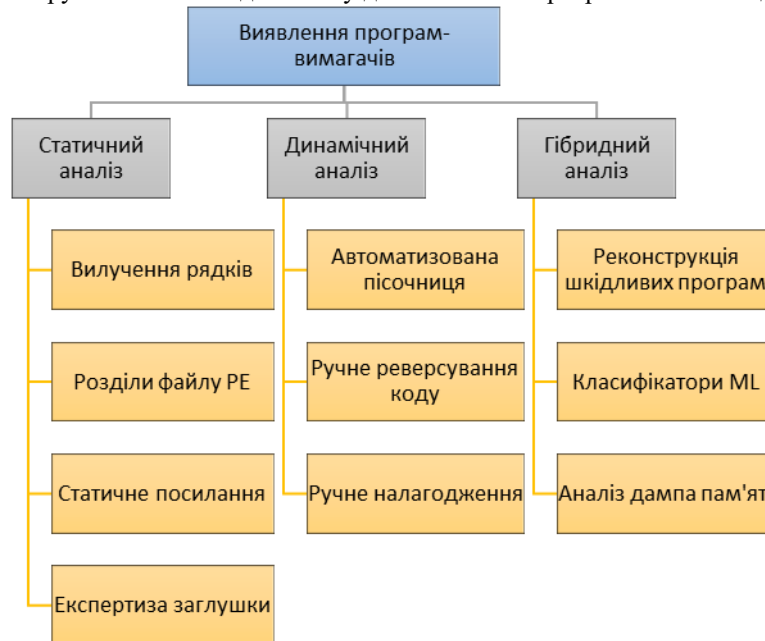 Виявлення програм-
вимагачів
Статичний
аналіз
Динамічний
аналіз
Гібридний
аналіз
Вилучення рядків
Розділи файлу PE
Статичне посилання
Експертиза заглушки
Автоматизована
пісочниця
Ручне реверсування
коду
Ручне налагодження
Реконструкція
шкідливих програм
Класифікатори ML
Аналіз дампа пам'ят